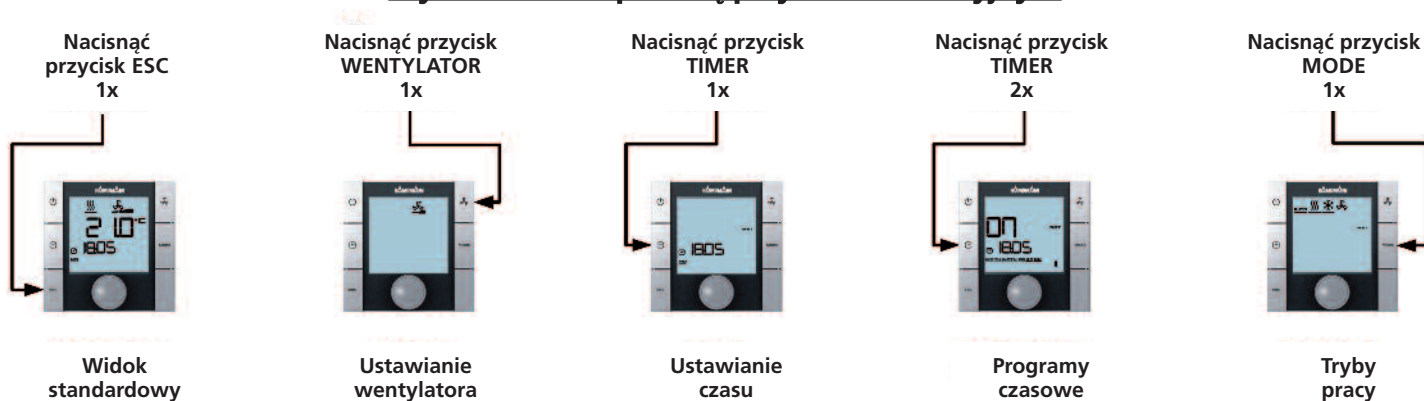 Nacisnąć
przycisk ESC
1x
Nacisnąć przycisk
WENTYLATOR
1x
Nacisnąć przycisk
TIMER
1x
Nacisnąć przycisk
TIMER
2x
Nacisnąć przycisk
MODE
1x
21.0 °C
18:05
18:05
ON
18:05
Widok
standardowy
Ustawianie
wentylatora
Ustawianie
czasu
Programy
czasowe
Tryby
pracy